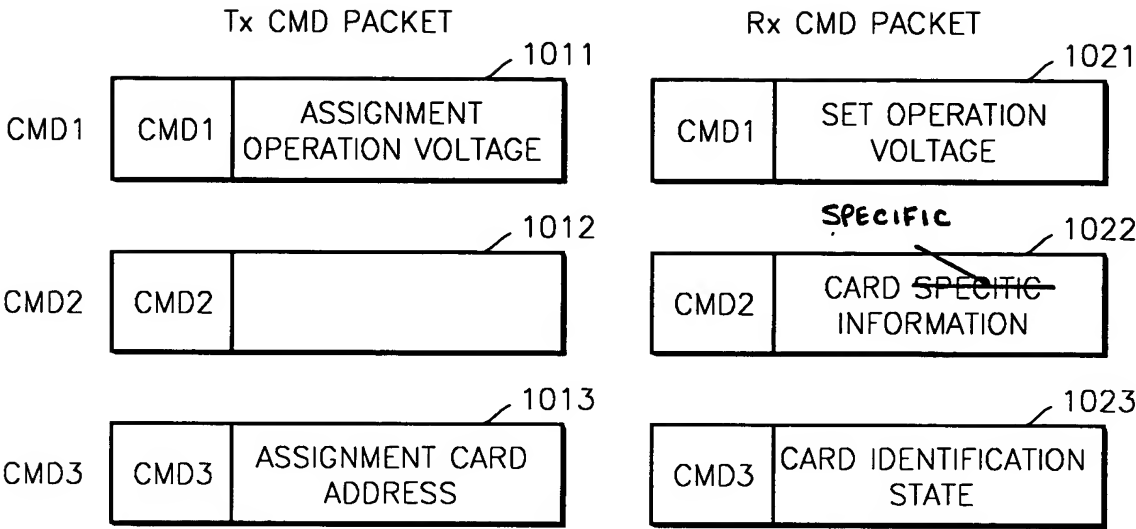 Tx CMD PACKET
Rx CMD PACKET
1011
1021
CMD1
CMD1
ASSIGNMENT
OPERATION VOLTAGE
CMD1
SET OPERATION
VOLTAGE
SPECIFIC
1012
1022
CMD2
CMD2
CMD2
CARD SPECITIC
INFORMATION
1013
1023
CMD3
CMD3
ASSIGNMENT CARD
ADDRESS
CMD3
CARD IDENTIFICATION
STATE